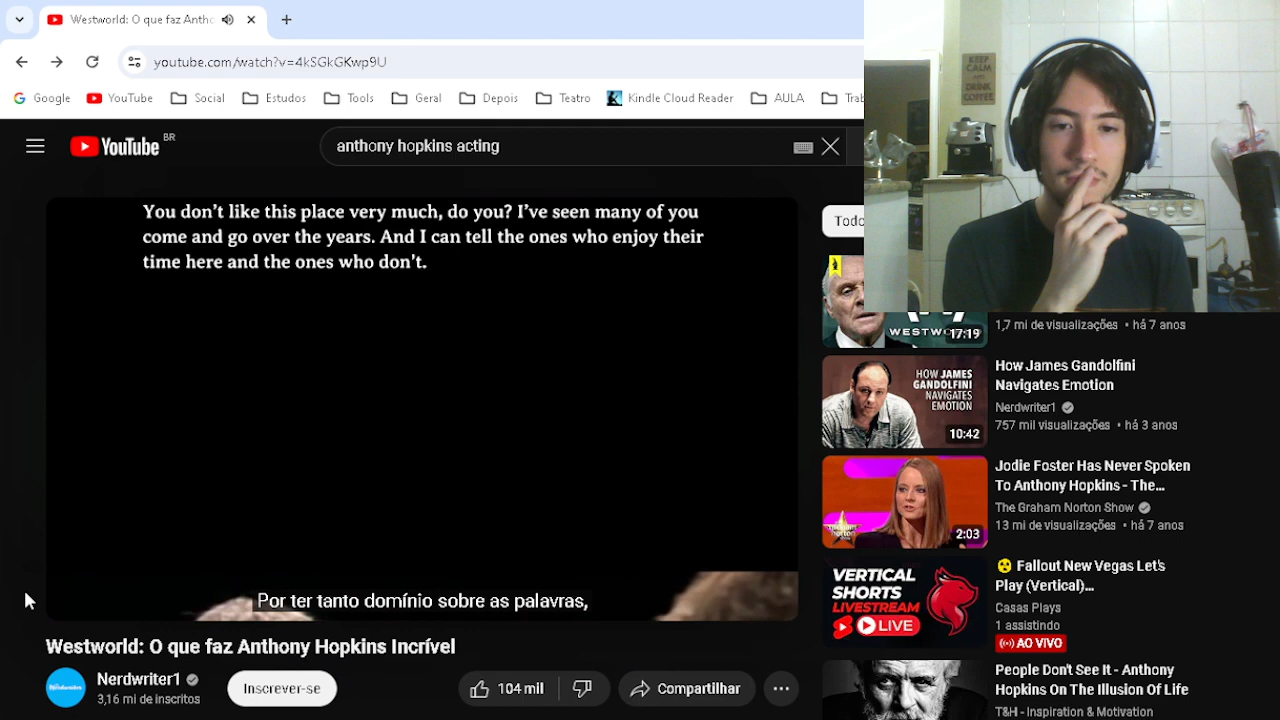 Westworld: O que faz Antho
youtube.com/watch?v=4kSGkGKwp9U
Google YouTube Social Estudos Tools Geral Depois Teatro Kindle Cloud Reader AULA Trab
YouTube BR
anthony hopkins acting
You don't like this place very much, do you? I've seen many of you
come and go over the years. And I can tell the ones who enjoy their
time here and the ones who don't.
Por ter tanto domínio sobre as palavras,
Westworld: O que faz Anthony Hopkins Incrível
Nerdwriter1
3,16 mi de inscritos
Inscrever-se
104 mil
Compartilhar
Todo
KEEP
CALM
AND
DRINK
COFFEE
WESTWO
17:19
1,7 mi de visualizações • há 7 anos
HOW JAMES
GANDOLFINI
NAVIGATES
EMOTION
10:42
How James Gandolfini
Navigates Emotion
Nerdwriter1
757 mil visualizações • há 3 anos
2:03
Jodie Foster Has Never Spoken
To Anthony Hopkins - The...
The Graham Norton Show
13 mi de visualizações • há 7 anos
VERTICAL
SHORTS
LIVESTREAM
LIVE
Fallout New Vegas Let's
Play (Vertical)...
Casas Plays
1 assistindo
AO VIVO
People Don't See It - Anthony
Hopkins On The Illusion Of Life
T&H - Inspiration & Motivation